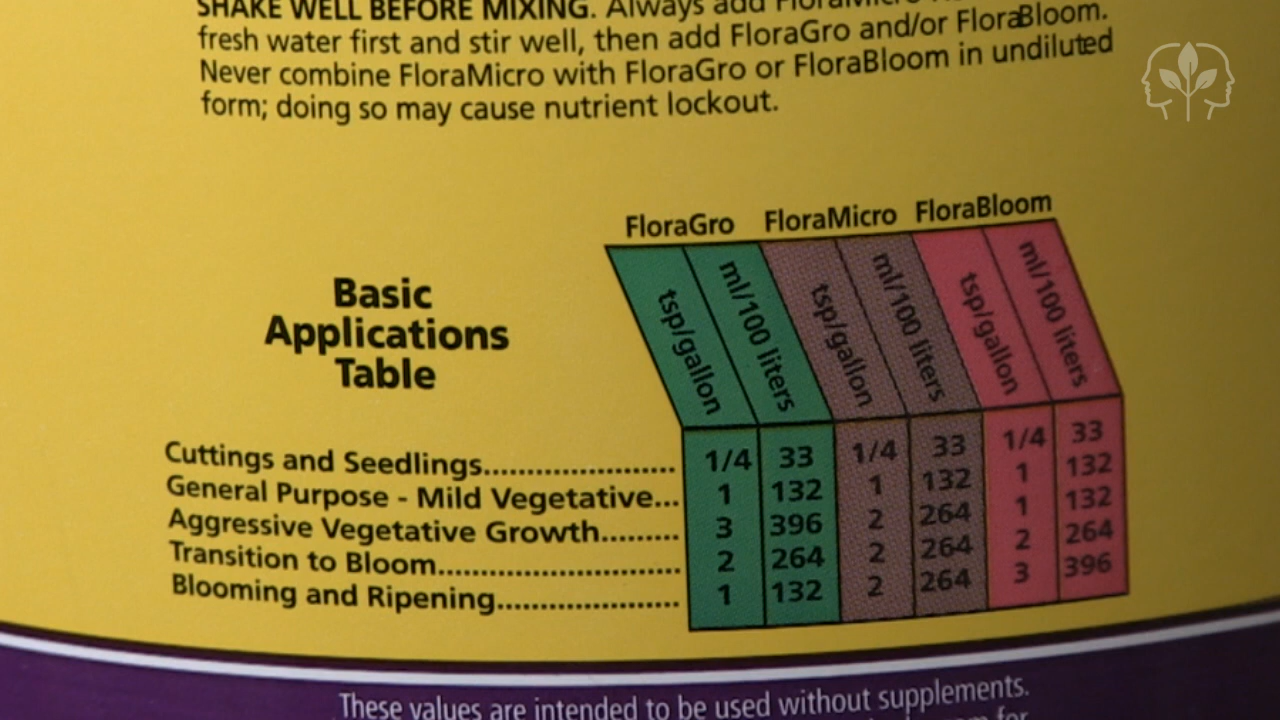 SHAKE WELL BEFORE MIXING. Always add FloraMicro
fresh water first and stir well, then add FloraGro and/or FloraBloom.
Never combine FloraMicro with FloraGro or FloraBloom in undiluted
form; doing so may cause nutrient lockout.
FloraGro FloraMicro FloraBloom
tsp/gallon ml/100 liters tsp/gallon ml/100 liters tsp/gallon ml/100 liters
Basic
Applications
Table
Cuttings and Seedlings...................... 1/4 33 1/4 33 1/4 33
General Purpose - Mild Vegetative... 1 132 1 132 1 132
Aggressive Vegetative Growth......... 3 396 2 264 1 132
Transition to Bloom............................ 2 264 2 264 2 264
Blooming and Ripening..................... 1 132 2 264 3 396
These values are intended to be used without supplements.